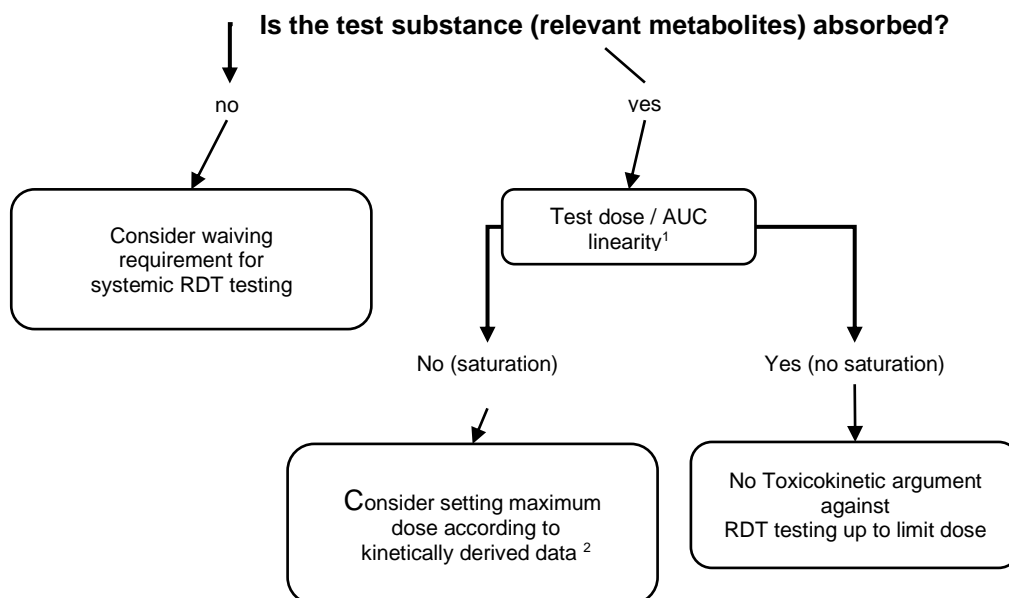 Is the test substance (relevant metabolites) absorbed?
no
yes
Consider waiving
requirement for
systemic RDT testing
Test dose / AUC
linearity¹
No (saturation)
Yes (no saturation)
Consider setting maximum
dose according to
kinetically derived data ²
No Toxicokinetic argument
against
RDT testing up to limit dose